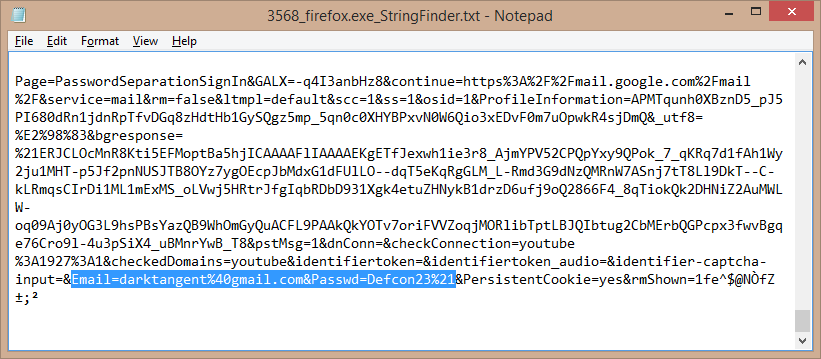 3568_firefox.exe_StringFinder.txt - Notepad
File Edit Format View Help
Page=PasswordSeparationSignIn&GALX=-q4I3anbHz8&continue=https%3A%2F%2Fmail.google.com%2Fmail
%2F&service=mail&rm=false&ltmpl=default&scc=1&ss=1&osid=1&ProfileInformation=APMTqunh0XBznD5_pJ5
PI680dRn1jdnRpTfvDGq8zHdtHb1GySQgz5mp_5qn0c0XHYBPxvN0W6Qio3xEDvF0m7uOpwkR4sjDmQ&_utf8=
%E2%98%83&bgresponse=
%21ERJCLOcMnR8Kti5EFMoptBa5hjICAAAAFlIAAAAEKgETfJexwh1ie3r8_AjmYPV52CPQpYxy9QPok_7_qKRq7d1fAh1Wy
2ju1MHT-p5Jf2pnNUSJTB8OYz7ygOEcpJbMdxG1dFUlLO--dqT5eKqRgGLM_L-Rmd3G9dNzQMRnW7ASnj7tT8Ll9DkT--C-
kLRmqsCIrDi1ML1mExMS_oLVwj5HRtrJfgIqbRDbD931Xgk4etuZHNykB1drzD6ufj9oQ2866F4_8qTiokQk2DHNiZ2AuMWL
W-
oq09Aj0yOG3L9hsPBsYazQB9WhOmGyQuACFL9PAAkQkYOTv7oriFVVZoqjMORlibTptLBJQIbtug2CbMErbQGPcpx3fwvBgq
e76Cro9l-4u3pSiX4_uBMnrYwB_T8&pstMsg=1&dnConn=&checkConnection=youtube
%3A1927%3A1&checkedDomains=youtube&identifiertoken=&identifiertoken_audio=&identifier-captcha-
input=&Email=darktangent%40gmail.com&Passwd=Defcon23%21&PersistentCookie=yes&rmShown=1fe^$@NÒfZ
±;²